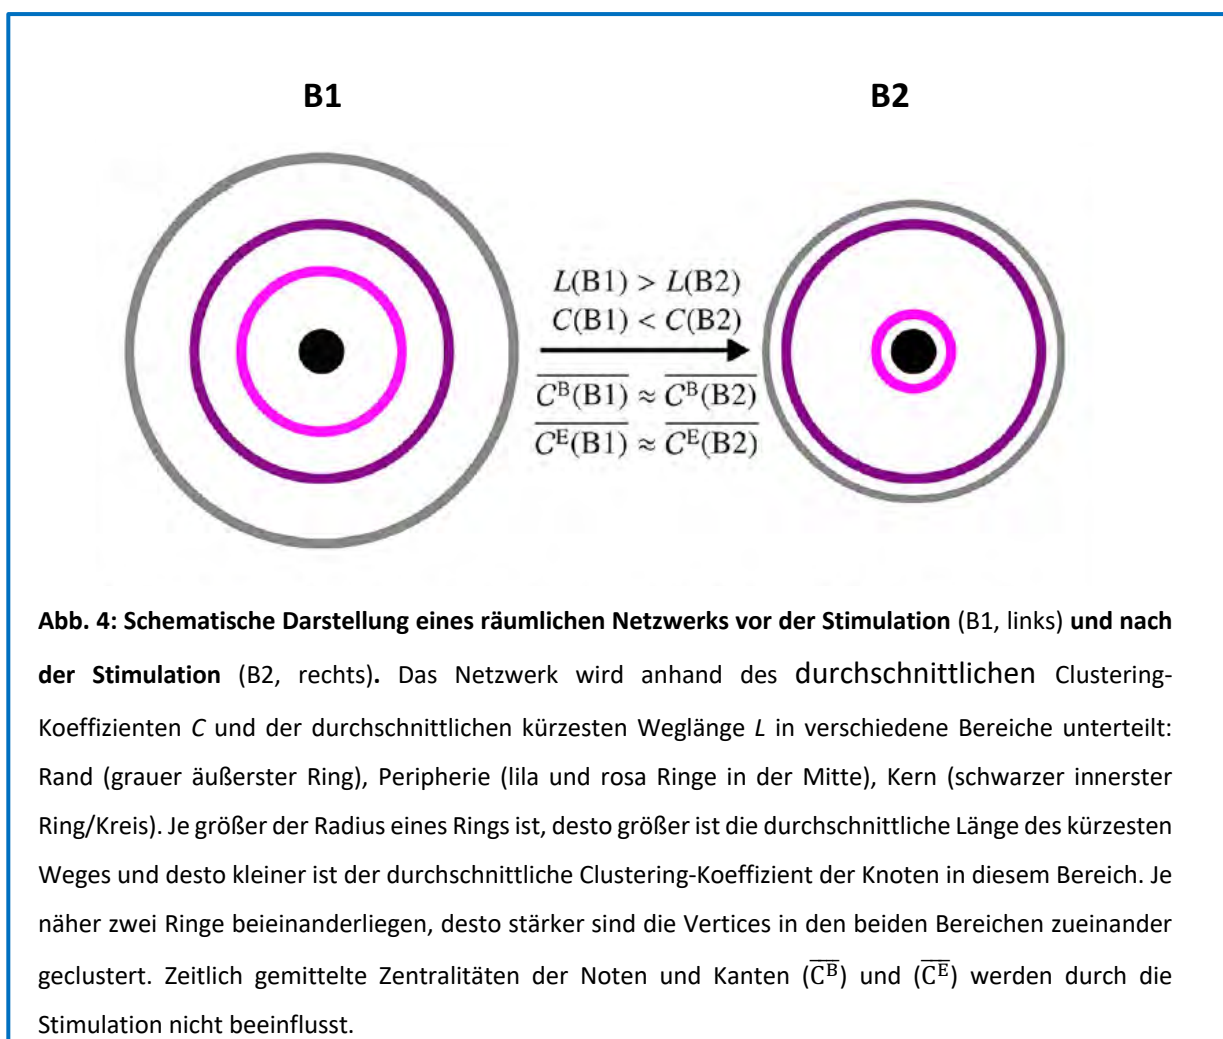 B1 B2
L(B1) > L(B2)
C(B1) < C(B2)
C̅ᴮ(B1) ≈ C̅ᴮ(B2)
C̅ᴱ(B1) ≈ C̅ᴱ(B2)
Abb. 4: Schematische Darstellung eines räumlichen Netzwerks vor der Stimulation (B1, links) und nach
der Stimulation (B2, rechts). Das Netzwerk wird anhand des durchschnittlichen Clustering-
Koeffizienten C und der durchschnittlichen kürzesten Weglänge L in verschiedene Bereiche unterteilt:
Rand (grauer äußerster Ring), Peripherie (lila und rosa Ringe in der Mitte), Kern (schwarzer innerster
Ring/Kreis). Je größer der Radius eines Rings ist, desto größer ist die durchschnittliche Länge des kürzesten
Weges und desto kleiner ist der durchschnittliche Clustering-Koeffizient der Knoten in diesem Bereich. Je
näher zwei Ringe beieinanderliegen, desto stärker sind die Vertices in den beiden Bereichen zueinander
geclustert. Zeitlich gemittelte Zentralitäten der Noten und Kanten (C̅ᴮ) und (C̅ᴱ) werden durch die
Stimulation nicht beeinflusst.